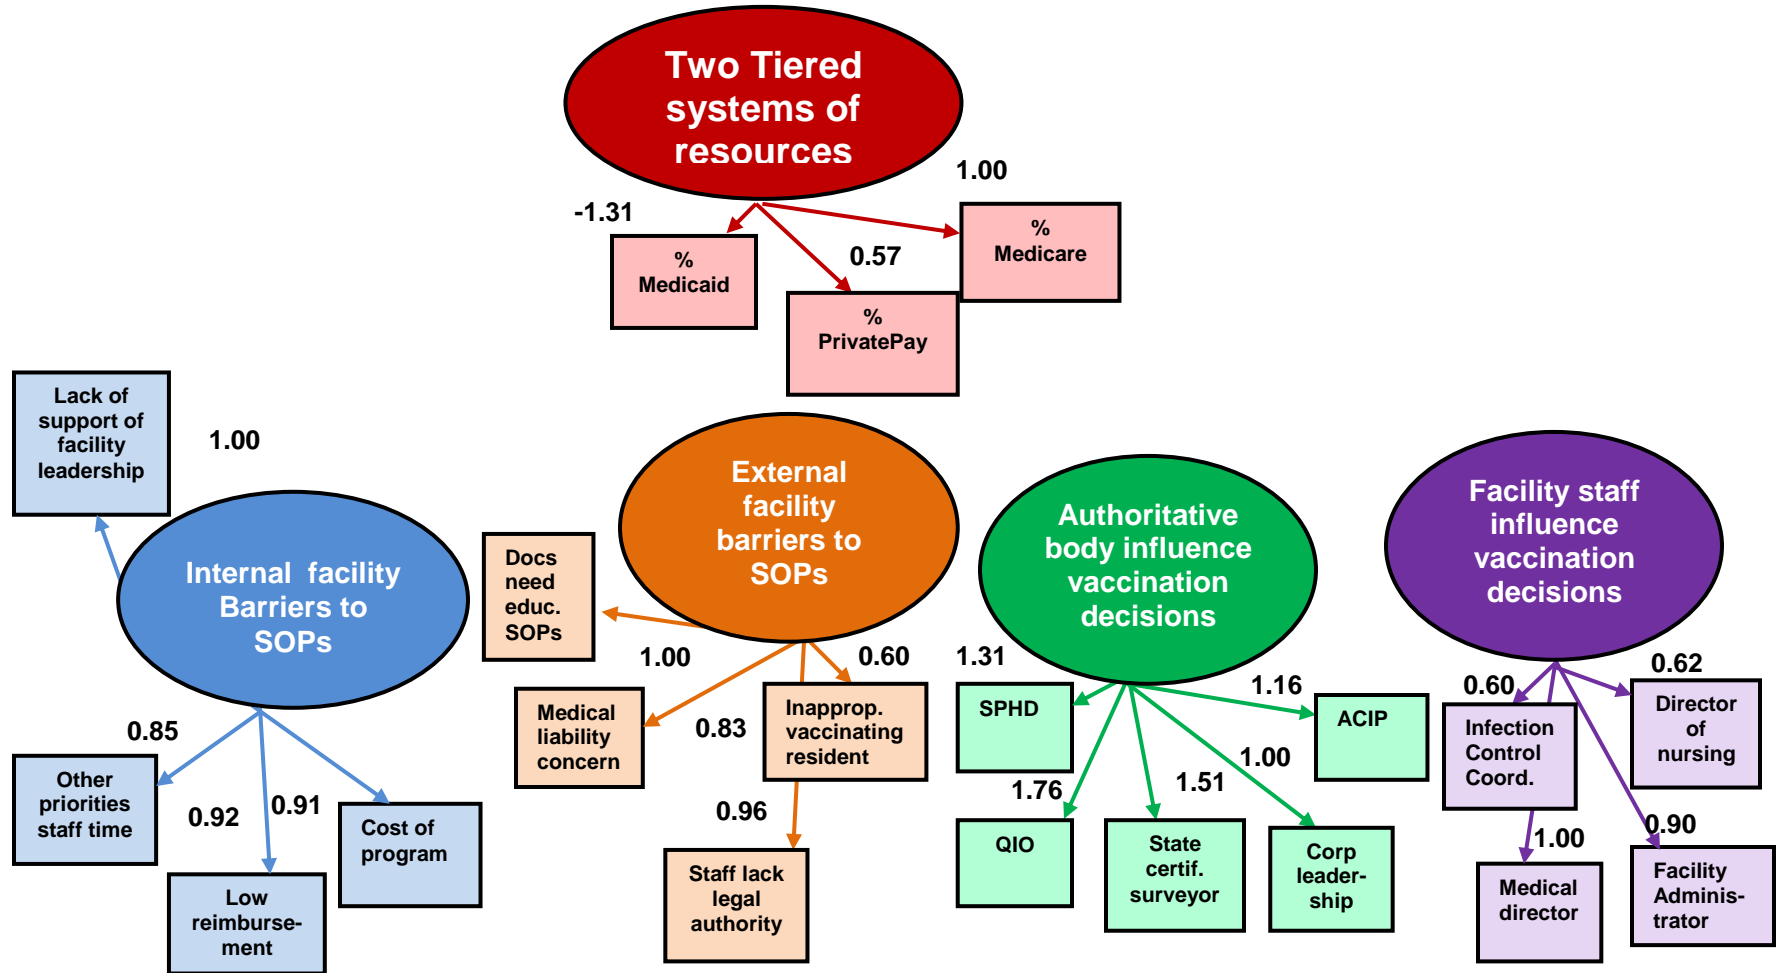 Two Tiered
systems of
resources
1.00
-1.31
%
Medicaid
0.57
%
PrivatePay
%
Medicare
Lack of
support of
facility
leadership
1.00
Internal facility
Barriers to
SOPs
0.85
Other
priorities
staff time
0.92
0.91
Low
reimburse-
ment
Cost of
program
External
facility
barriers to
SOPs
Docs
need
educ.
SOPs
1.00
0.60
Medical
liability
concern
0.83
Inapprop.
vaccinating
resident
0.96
Staff lack
legal
authority
Authoritative
body influence
vaccination
decisions
1.31
SPHD
1.16
ACIP
1.76
1.51
1.00
QIO
State
certif.
surveyor
Corp
leader-
ship
Facility staff
influence
vaccination
decisions
0.60
0.62
Infection
Control
Coord.
Director
of
nursing
1.00
0.90
Medical
director
Facility
Adminis-
trator